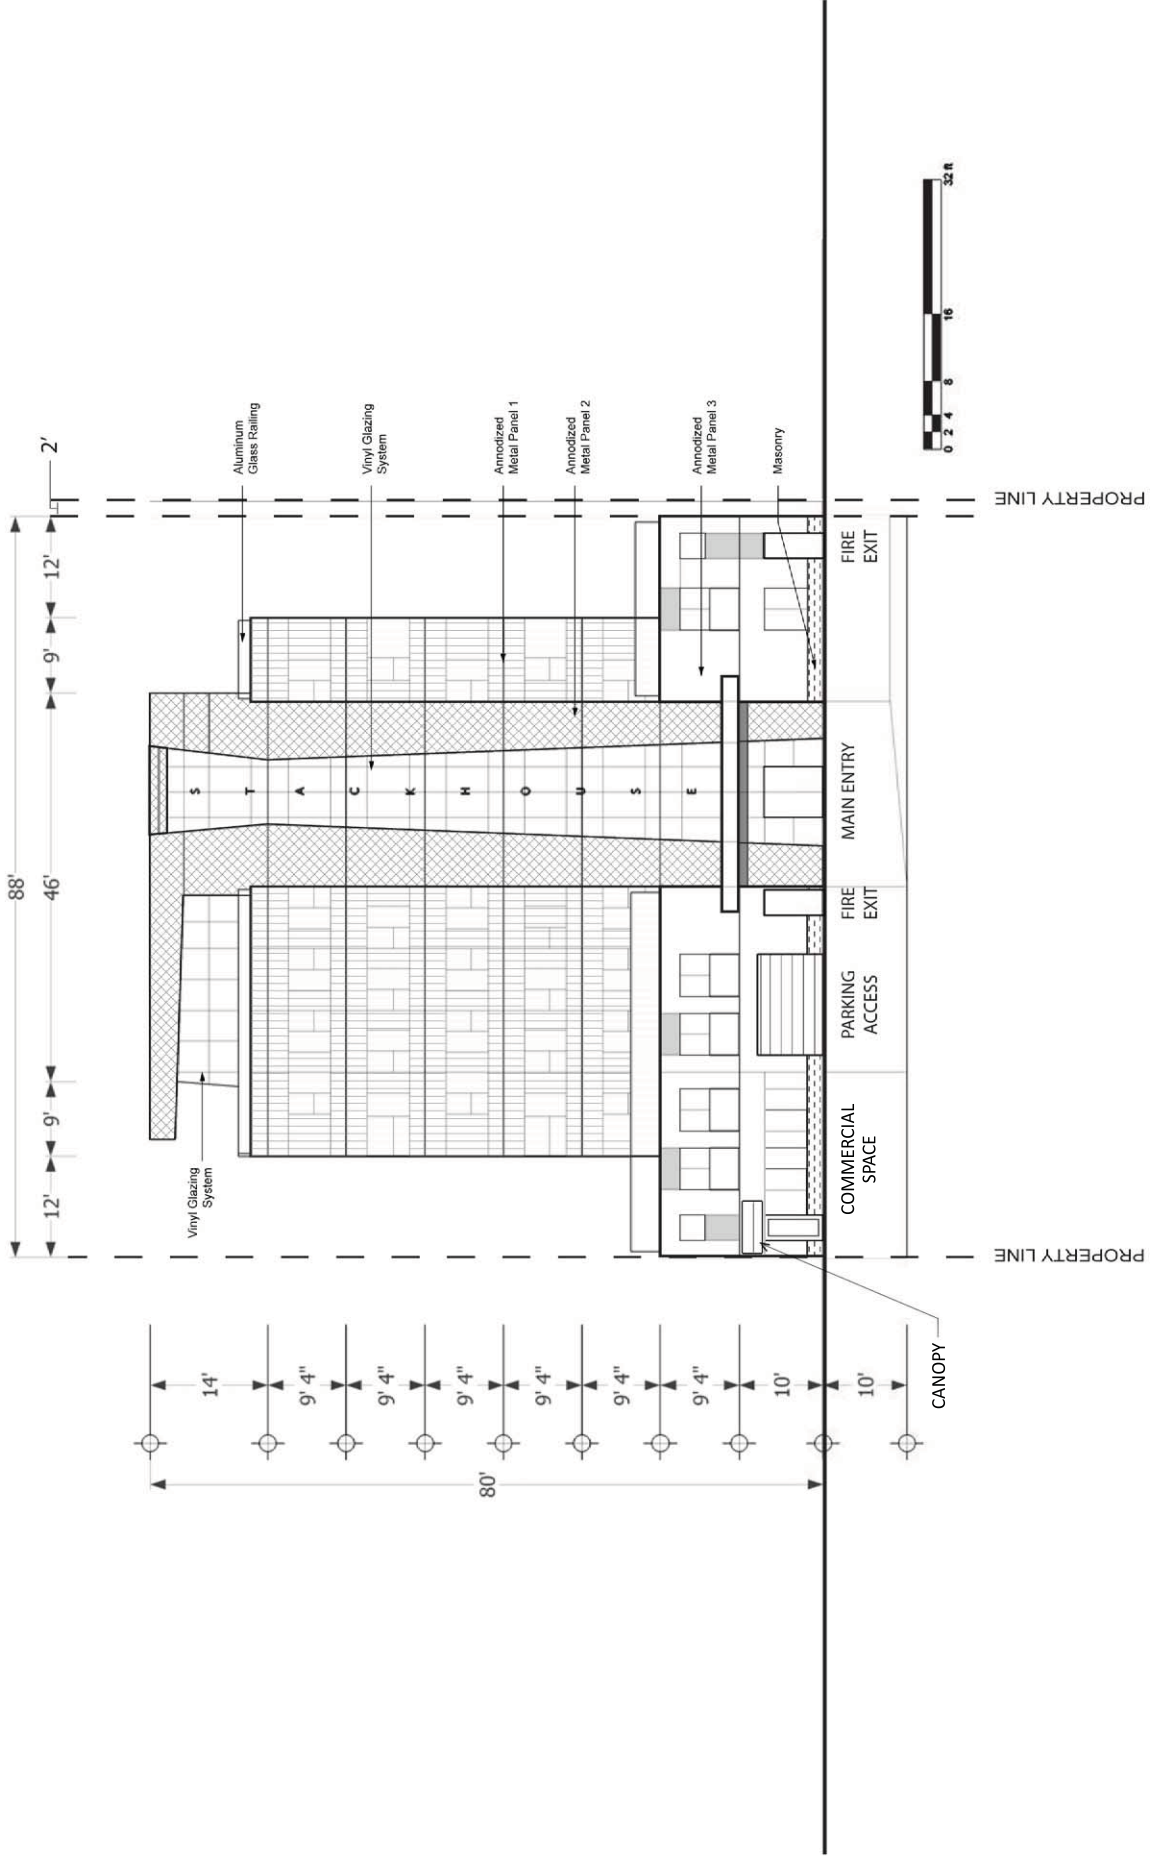 88'
12'
9'
46'
9'
12'
2'
80'
14'
9' 4"
9' 4"
9' 4"
9' 4"
9' 4"
9' 4"
10'
10'
Vinyl Glazing
System
Aluminum
Glass Railing
Vinyl Glazing
System
Annodized
Metal Panel 1
Annodized
Metal Panel 2
Annodized
Metal Panel 3
Masonry
S
T
A
C
K
H
O
U
S
E
COMMERCIAL
SPACE
PARKING
ACCESS
FIRE
EXIT
MAIN ENTRY
FIRE
EXIT
CANOPY
PROPERTY LINE
PROPERTY LINE
0 2 4 8 16 32 ft